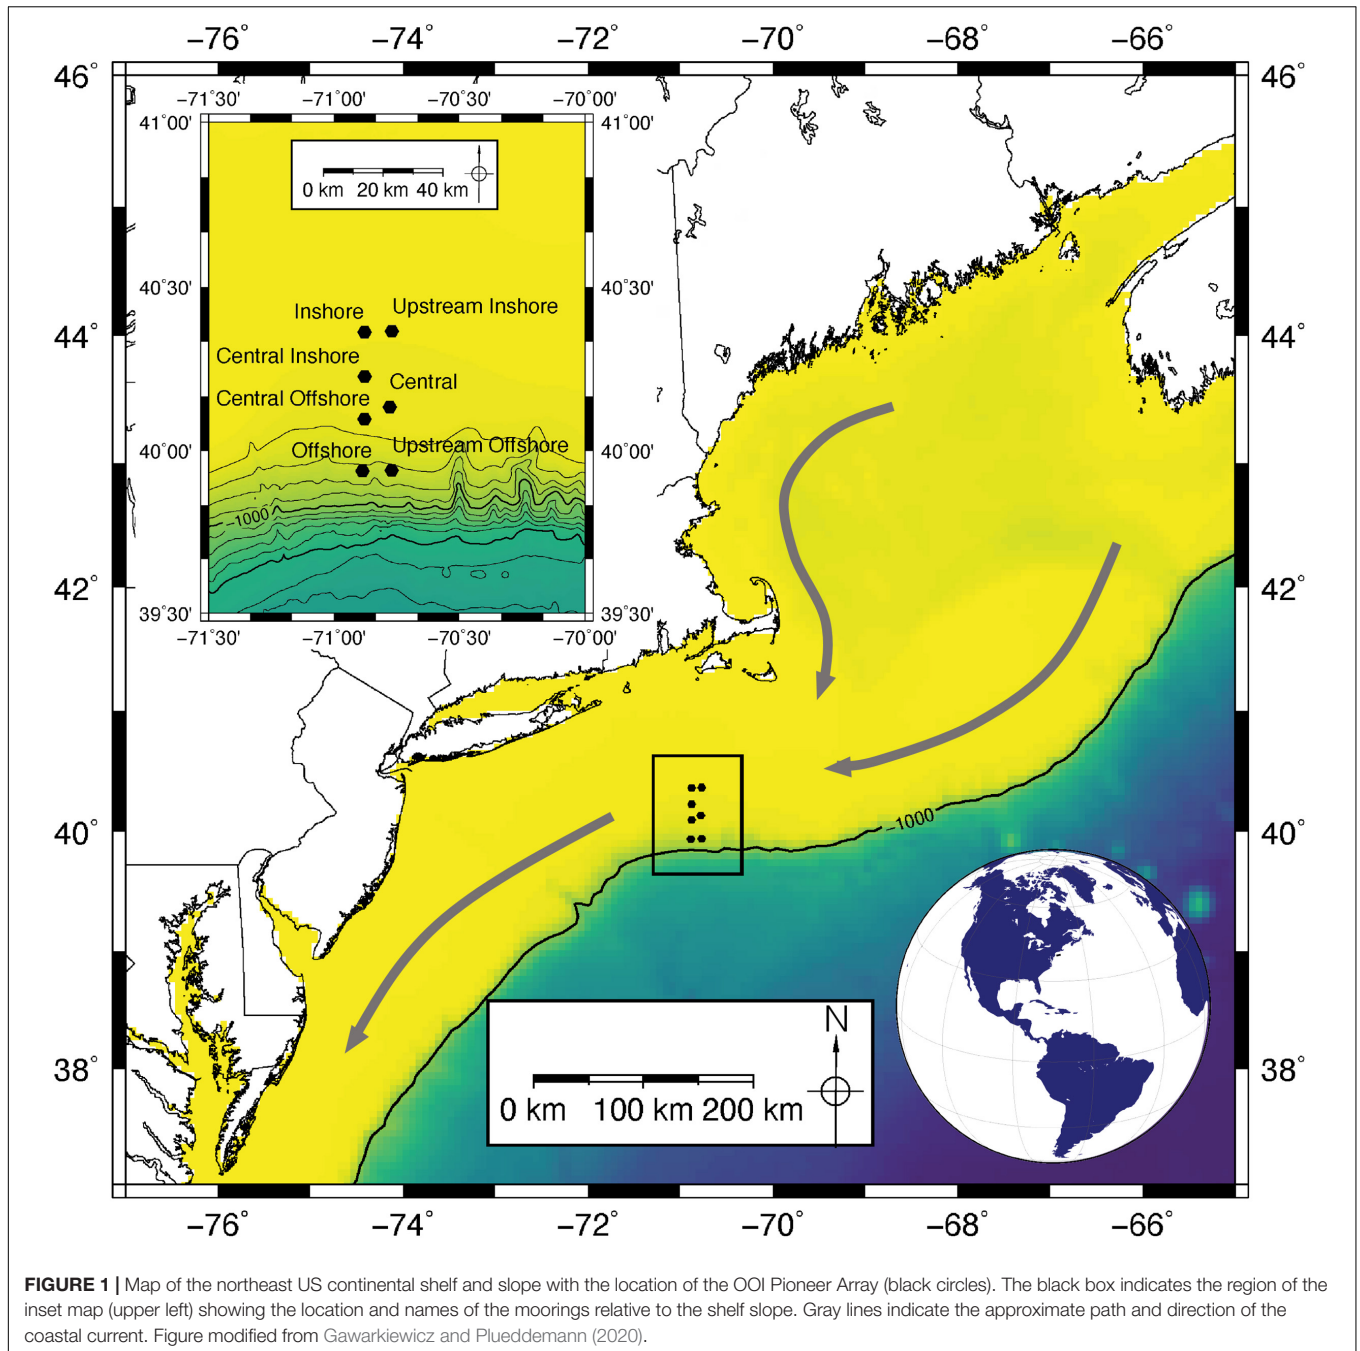 −76° −74° −72° −70° −68° −66°
46° 46°
−71˚30' −71˚00' −70˚30' −70˚00'
41˚00' 41˚00'
0 km 20 km 40 km
40˚30' 40˚30'
Inshore Upstream Inshore
44° 44°
Central Inshore
Central
Central Offshore
40˚00' 40˚00'
Offshore Upstream Offshore
−1000
42° 42°
39˚30' 39˚30'
−71˚30' −71˚00' −70˚30' −70˚00'
−1000
40° 40°
N
0 km 100 km 200 km
38° 38°
−76° −74° −72° −70° −68° −66°
FIGURE 1 | Map of the northeast US continental shelf and slope with the location of the OOI Pioneer Array (black circles). The black box indicates the region of the
inset map (upper left) showing the location and names of the moorings relative to the shelf slope. Gray lines indicate the approximate path and direction of the
coastal current. Figure modified from Gawarkiewicz and Plueddemann (2020).